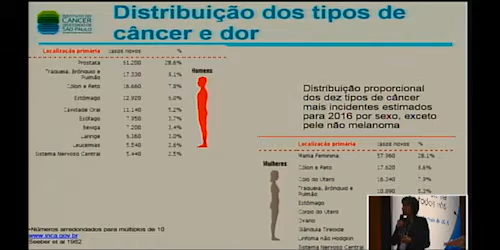 Distribuição dos tipos de
câncer e dor
CÂNCER
SÃO PAULO
Localização primária casos novos %
Próstata 61.200 28,6%
Traqueia, Brônquio e
Pulmão 17.330 8,1%
Cólon e Reto 16.660 7,8%
Estômago 12.920 6,0%
Cavidade Oral 11.140 5,2%
Esôfago 7.950 3,7%
Bexiga 7.200 3,4%
Laringe 6.360 3,0%
Leucemias 5.540 2,6%
Sistema Nervoso Central 5.440 2,5%
Homens
Distribuição proporcional
dos dez tipos de câncer
mais incidentes estimados
para 2016 por sexo, exceto
pele não melanoma
Mulheres
Localização primária casos novos %
Mama Feminina 57.960 28,1%
Cólon e Reto 17.620 8,6%
Colo do Útero 16.340 7,9%
Traqueia, Brônquio e
Pulmão 10.890 5,2%
Estômago
Corpo do Útero
Ovário
Glândula Tireoide
Linfoma não Hodgkin
Sistema Nervoso Central
•Números arredondados para múltiplos de 10
www.inca.gov.br